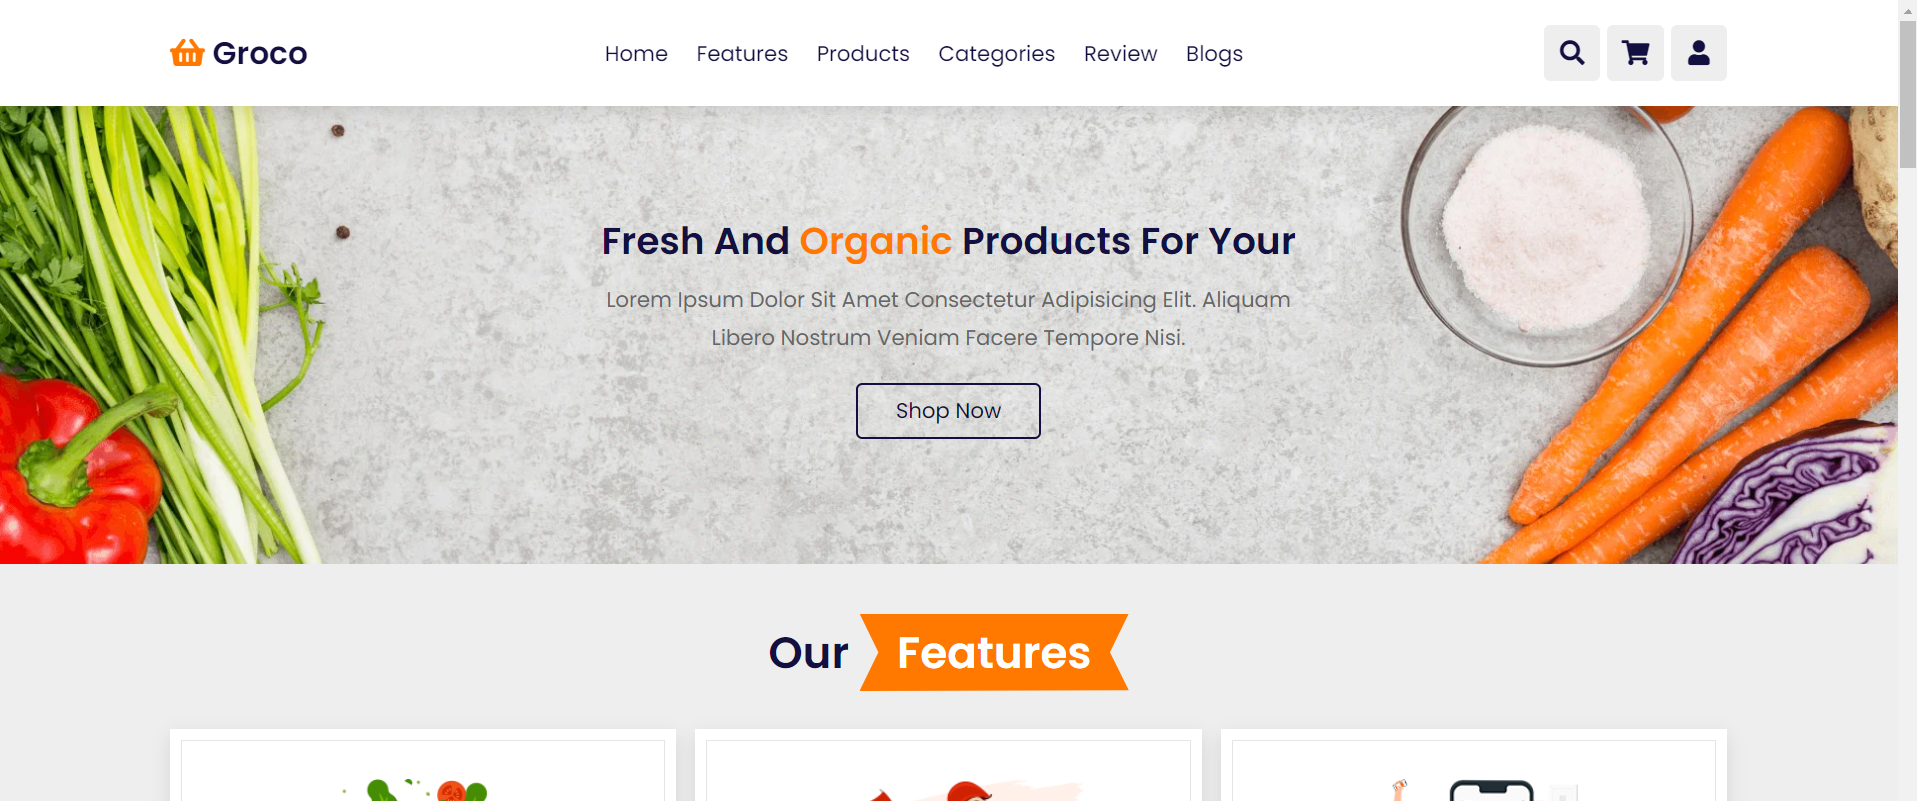 Groco
Home Features Products Categories Review Blogs
Fresh And Organic Products For Your
Lorem Ipsum Dolor Sit Amet Consectetur Adipisicing Elit. Aliquam
Libero Nostrum Veniam Facere Tempore Nisi.
Shop Now
Our Features